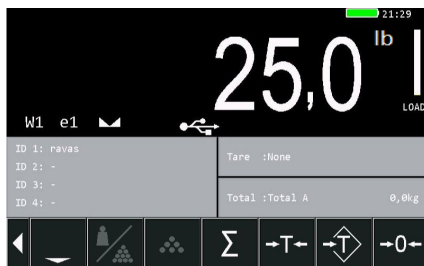 21:29
25,0 lb
LOAD
W1 e1
ID 1: ravas
ID 2: -
ID 3: -
ID 4: -
Tare :None
Total :Total A 0,0kg
Σ →T← →T→ →0←